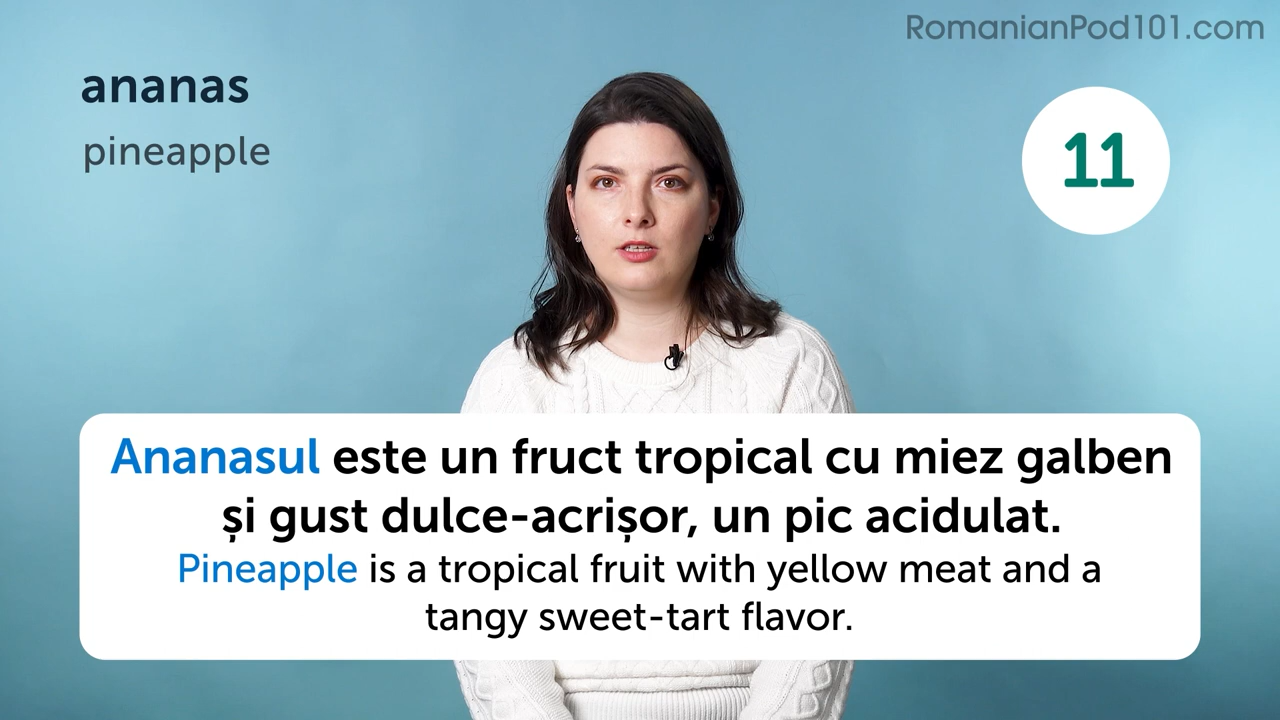 RomanianPod101.com
ananas
pineapple
11
Ananasul este un fruct tropical cu miez galben
și gust dulce-acrișor, un pic acidulat.
Pineapple is a tropical fruit with yellow meat and a
tangy sweet-tart flavor.